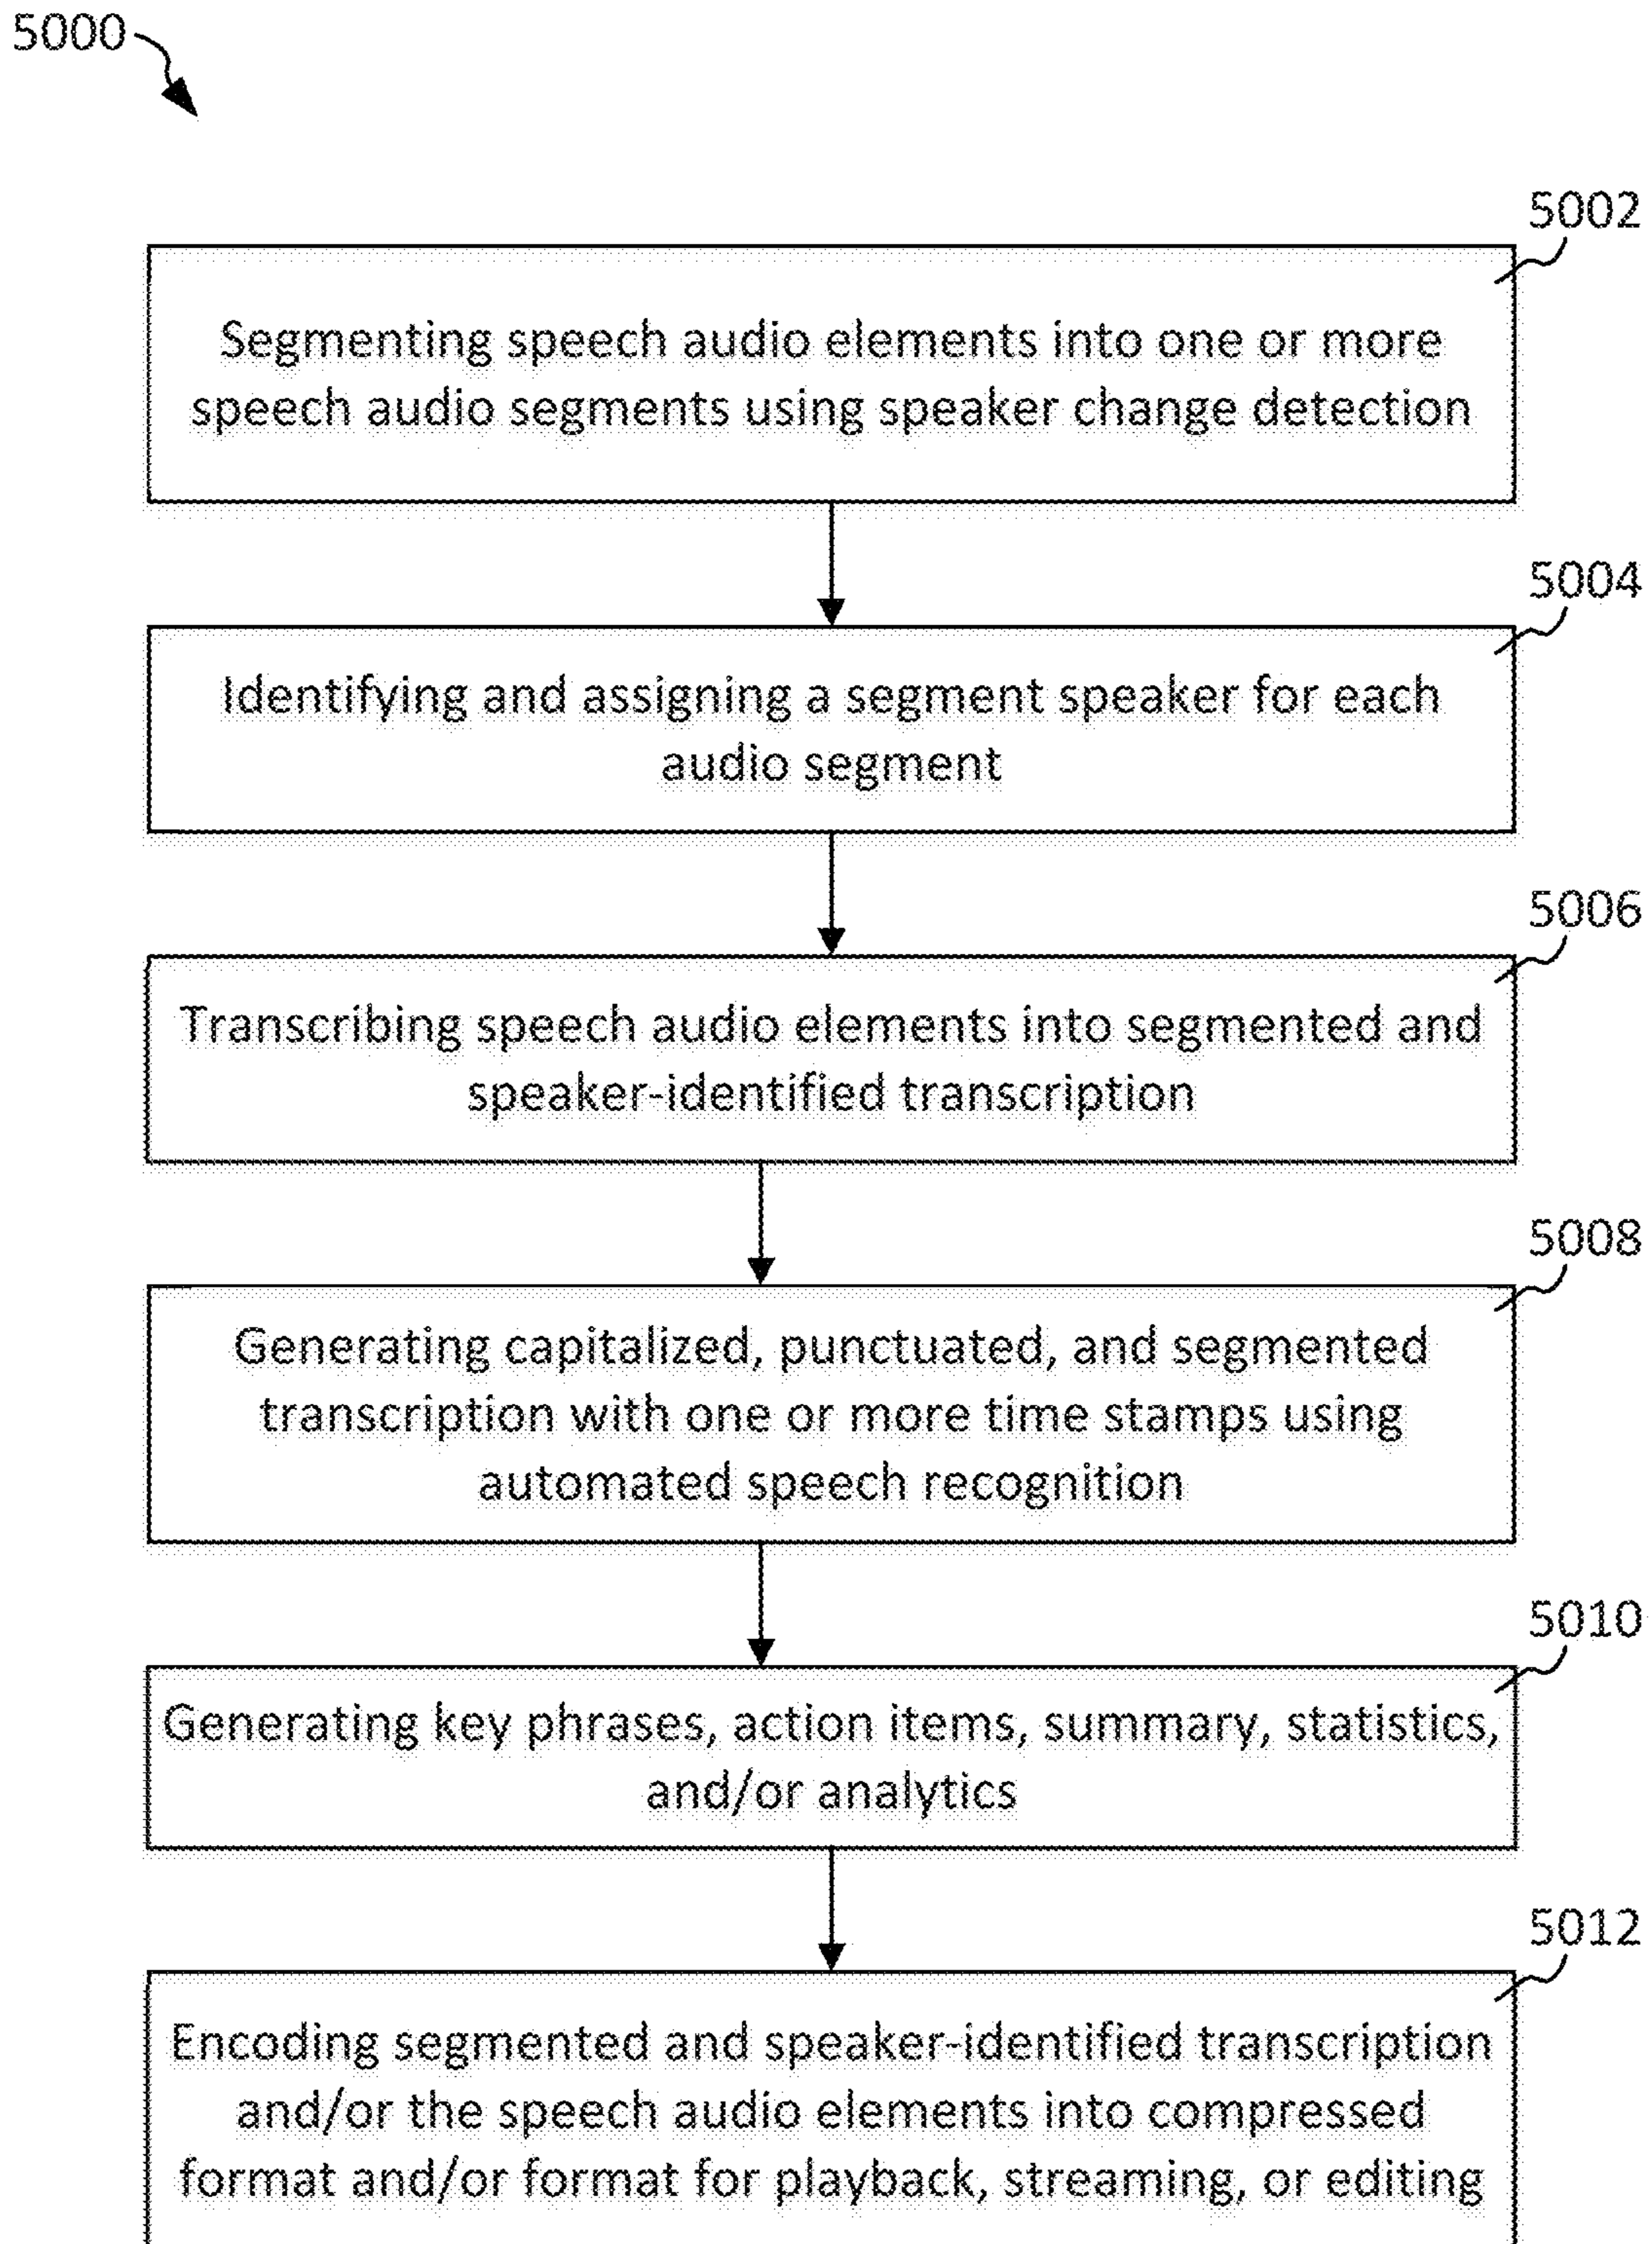 5000
5002
Segmenting speech audio elements into one or more
speech audio segments using speaker change detection
5004
Identifying and assigning a segment speaker for each
audio segment
5006
Transcribing speech audio elements into segmented and
speaker-identified transcription
5008
Generating capitalized, punctuated, and segmented
transcription with one or more time stamps using
automated speech recognition
5010
Generating key phrases, action items, summary, statistics,
and/or analytics
5012
Encoding segmented and speaker-identified transcription
and/or the speech audio elements into compressed
format and/or format for playback, streaming, or editing